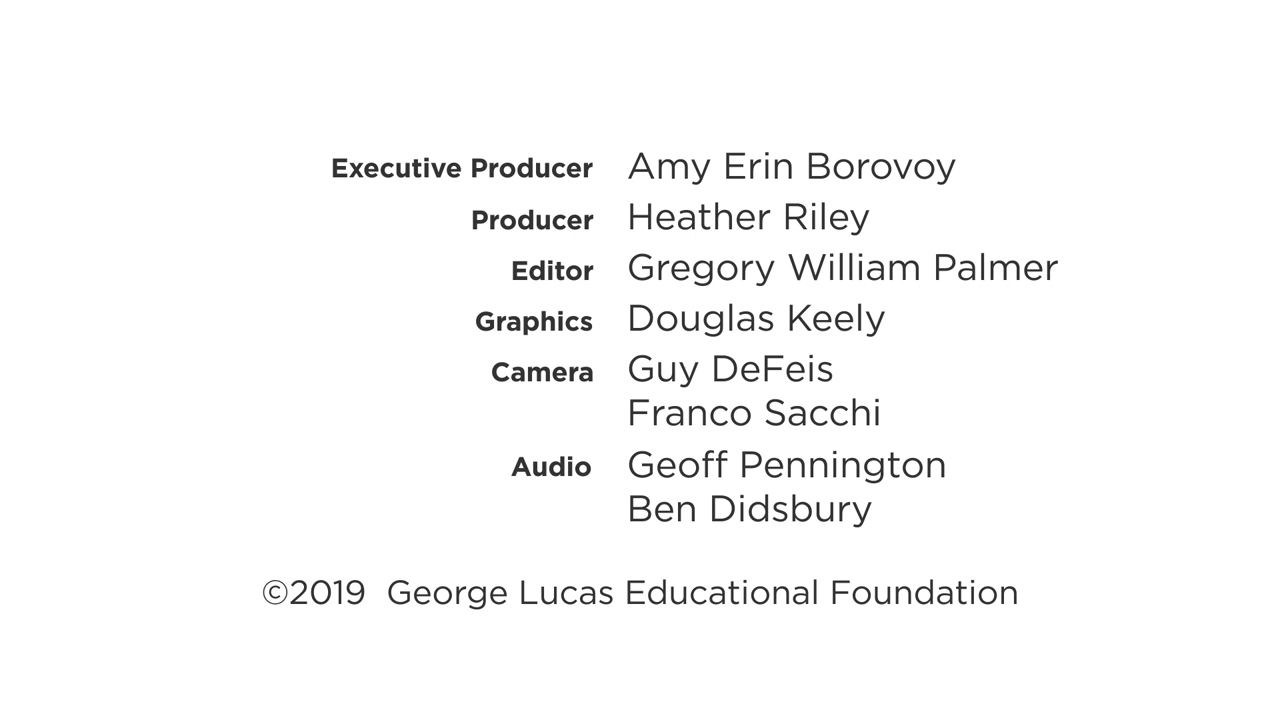 Executive Producer Amy Erin Borovoy
Producer Heather Riley
Editor Gregory William Palmer
Graphics Douglas Keely
Camera Guy DeFeis
Franco Sacchi
Audio Geoff Pennington
Ben Didsbury
©2019 George Lucas Educational Foundation